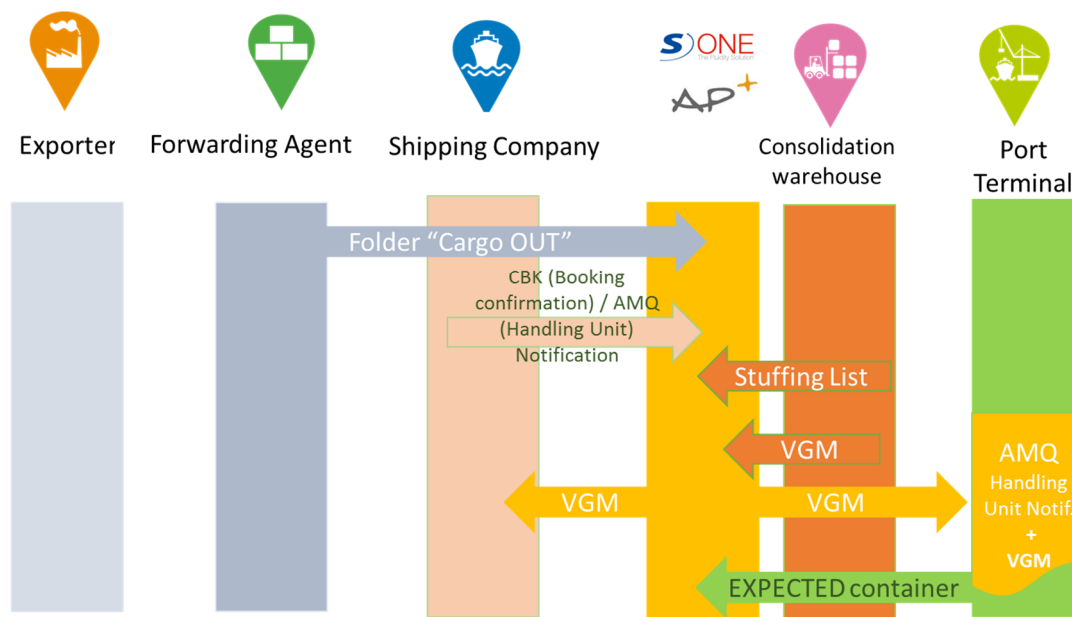 S)ONE
The Fluidity Solution
AP+
Exporter
Forwarding Agent
Shipping Company
Consolidation
warehouse
Port
Terminal
Folder “Cargo OUT”
CBK (Booking
confirmation) / AMQ
(Handling Unit)
Notification
Stuffing List
VGM
VGM
VGM
AMQ
Handling
Unit Notif.
+
VGM
EXPECTED container